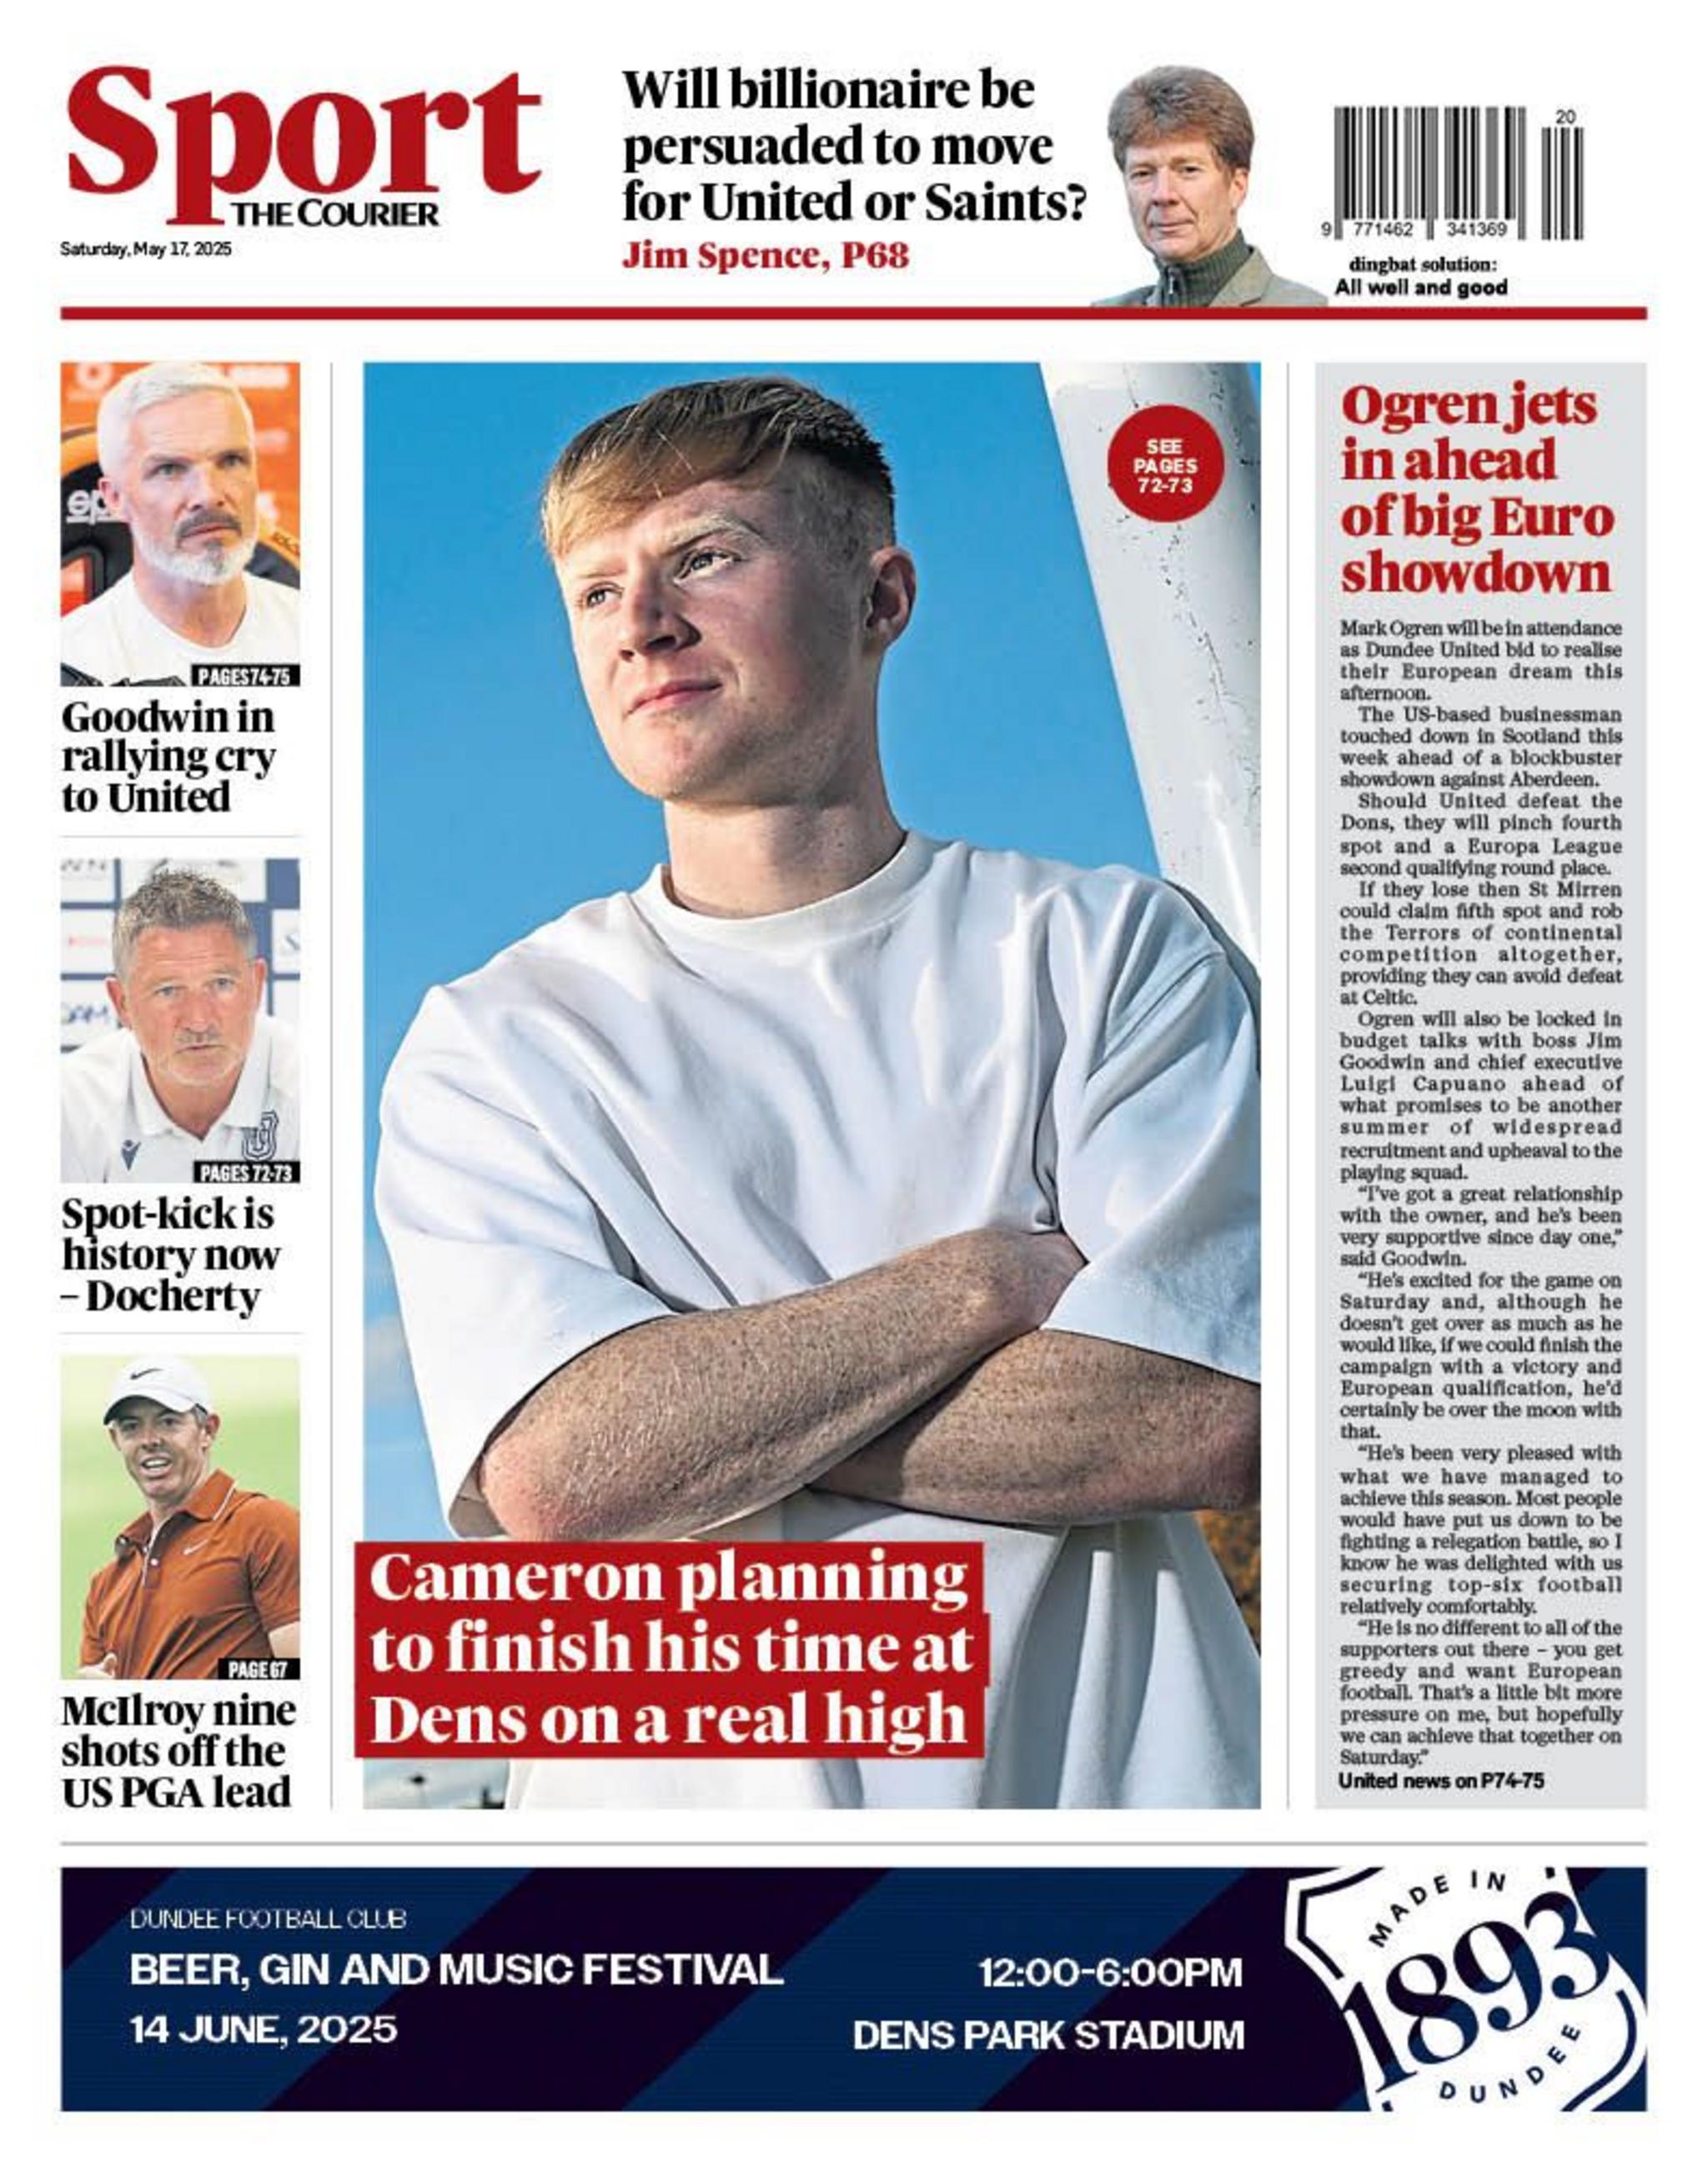 Sport
THE COURIER
Saturday, May 17, 2025
Will billionaire be
persuaded to move
for United or Saints?
Jim Spence, P68
20
9 771462 341369
dingbat solution:
All well and good
PAGES 74-75
Goodwin in
rallying cry
to United
PAGES 72-73
Spot-kick is
history now
– Docherty
PAGE 67
McIlroy nine
shots off the
US PGA lead
SEE
PAGES
72-73
Cameron planning
to finish his time at
Dens on a real high
Ogren jets
in ahead
of big Euro
showdown
Mark Ogren will be in attendance
as Dundee United bid to realise
their European dream this
afternoon.
The US-based businessman
touched down in Scotland this
week ahead of a blockbuster
showdown against Aberdeen.
Should United defeat the
Dons, they will pinch fourth
spot and a Europa League
second qualifying round place.
If they lose then St Mirren
could claim fifth spot and rob
the Terrors of continental
competition altogether,
providing they can avoid defeat
at Celtic.
Ogren will also be locked in
budget talks with boss Jim
Goodwin and chief executive
Luigi Capuano ahead of
what promises to be another
summer of widespread
recruitment and upheaval to the
playing squad.
“I’ve got a great relationship
with the owner, and he’s been
very supportive since day one,”
said Goodwin.
“He’s excited for the game on
Saturday and, although he
doesn’t get over as much as he
would like, if we could finish the
campaign with a victory and
European qualification, he’d
certainly be over the moon with
that.
“He’s been very pleased with
what we have managed to
achieve this season. Most people
would have put us down to be
fighting a relegation battle, so I
know he was delighted with us
securing top-six football
relatively comfortably.
“He is no different to all of the
supporters out there – you get
greedy and want European
football. That’s a little bit more
pressure on me, but hopefully
we can achieve that together on
Saturday.”
United news on P74-75
DUNDEE FOOTBALL CLUB
BEER, GIN AND MUSIC FESTIVAL
14 JUNE, 2025
12:00-6:00PM
DENS PARK STADIUM
MADE IN
1893
DUNDEE